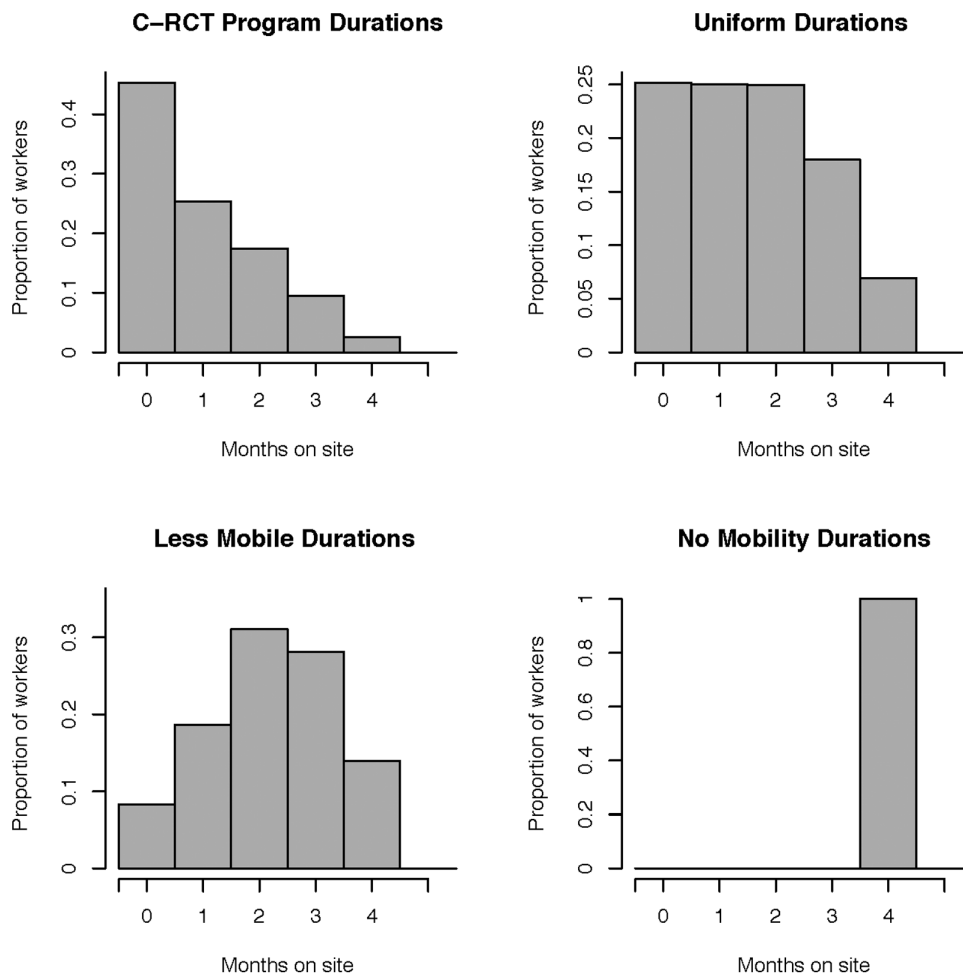 C–RCT Program Durations
Proportion of workers
0.4
0.3
0.2
0.1
0
0 1 2 3 4
Months on site
Uniform Durations
Proportion of workers
0.25
0.2
0.15
0.1
0.05
0
0 1 2 3 4
Months on site
Less Mobile Durations
Proportion of workers
0.3
0.2
0.1
0
0 1 2 3 4
Months on site
No Mobility Durations
Proportion of workers
1
0.8
0.6
0.4
0.2
0
0 1 2 3 4
Months on site